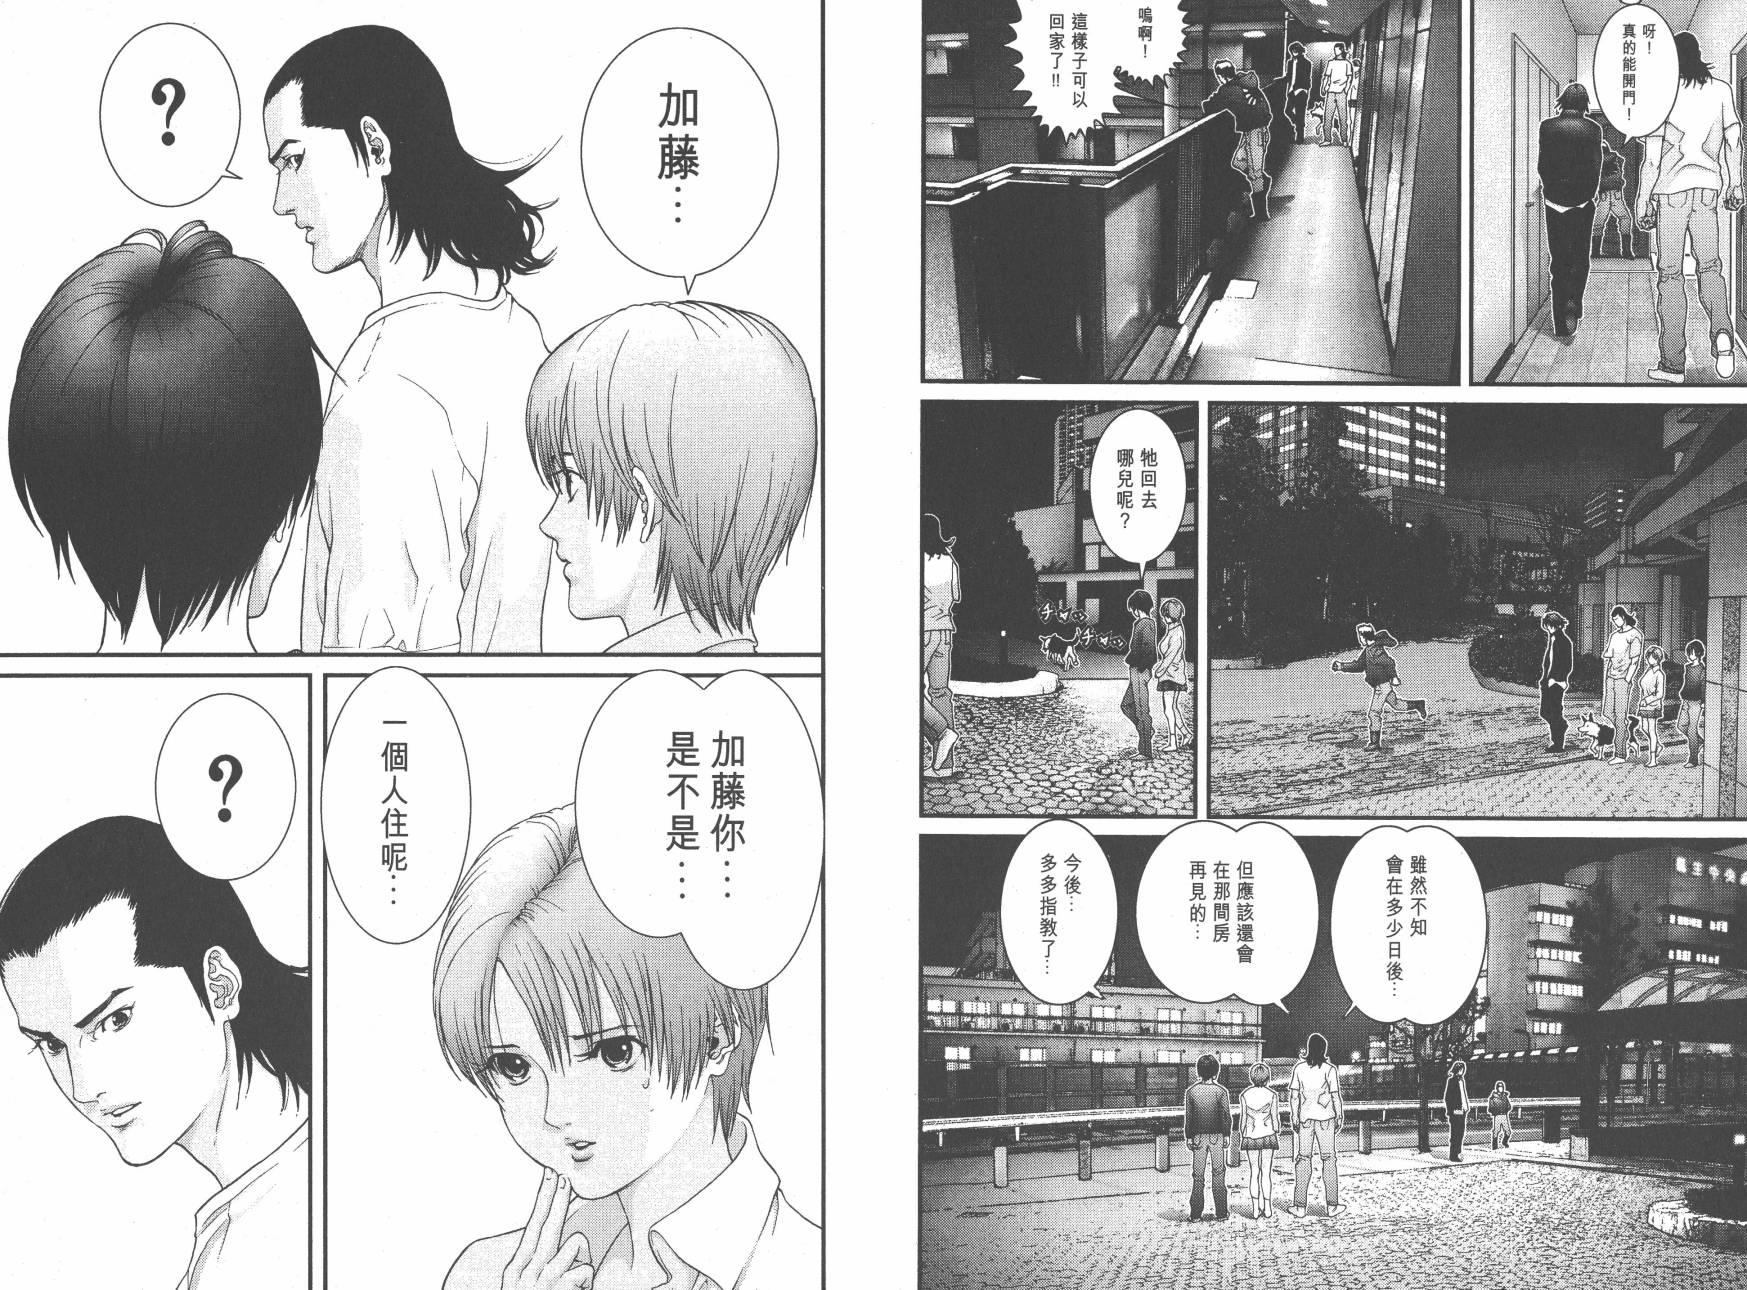 呀！
真的能開門！
嗚啊！
這樣子可以
回家了!!
牠回去
哪兒呢？
チャッ
チャッ
雖然不知
會在多少日後…
但應該還會
在那間房
再見的…
今後…
多多指教了…
加藤…
？
加藤你…
是不是…
一個人住呢…
？